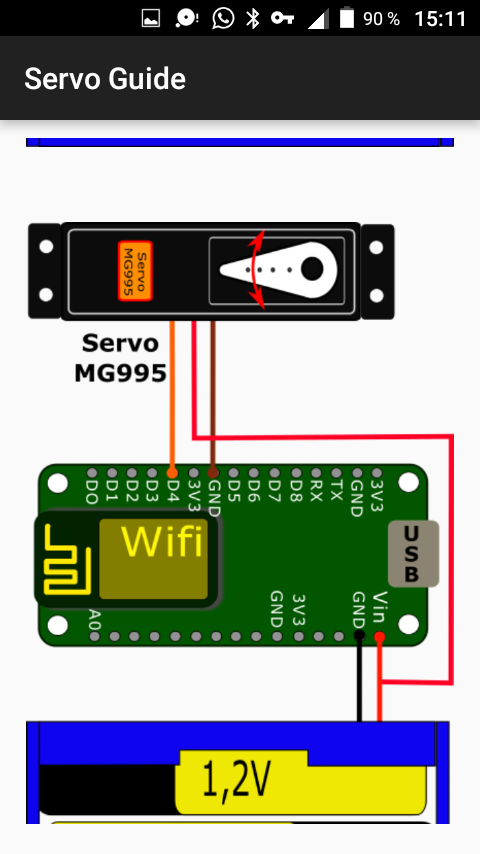 90 % 15:11
Servo Guide
Servo
MG995
Servo
MG995
D0 D1 D2 D3 D4 3V3 GND D5 D6 D7 D8 RX TX GND 3V3
Wifi
USB
A0 GND 3V3 GND Vin
1,2V